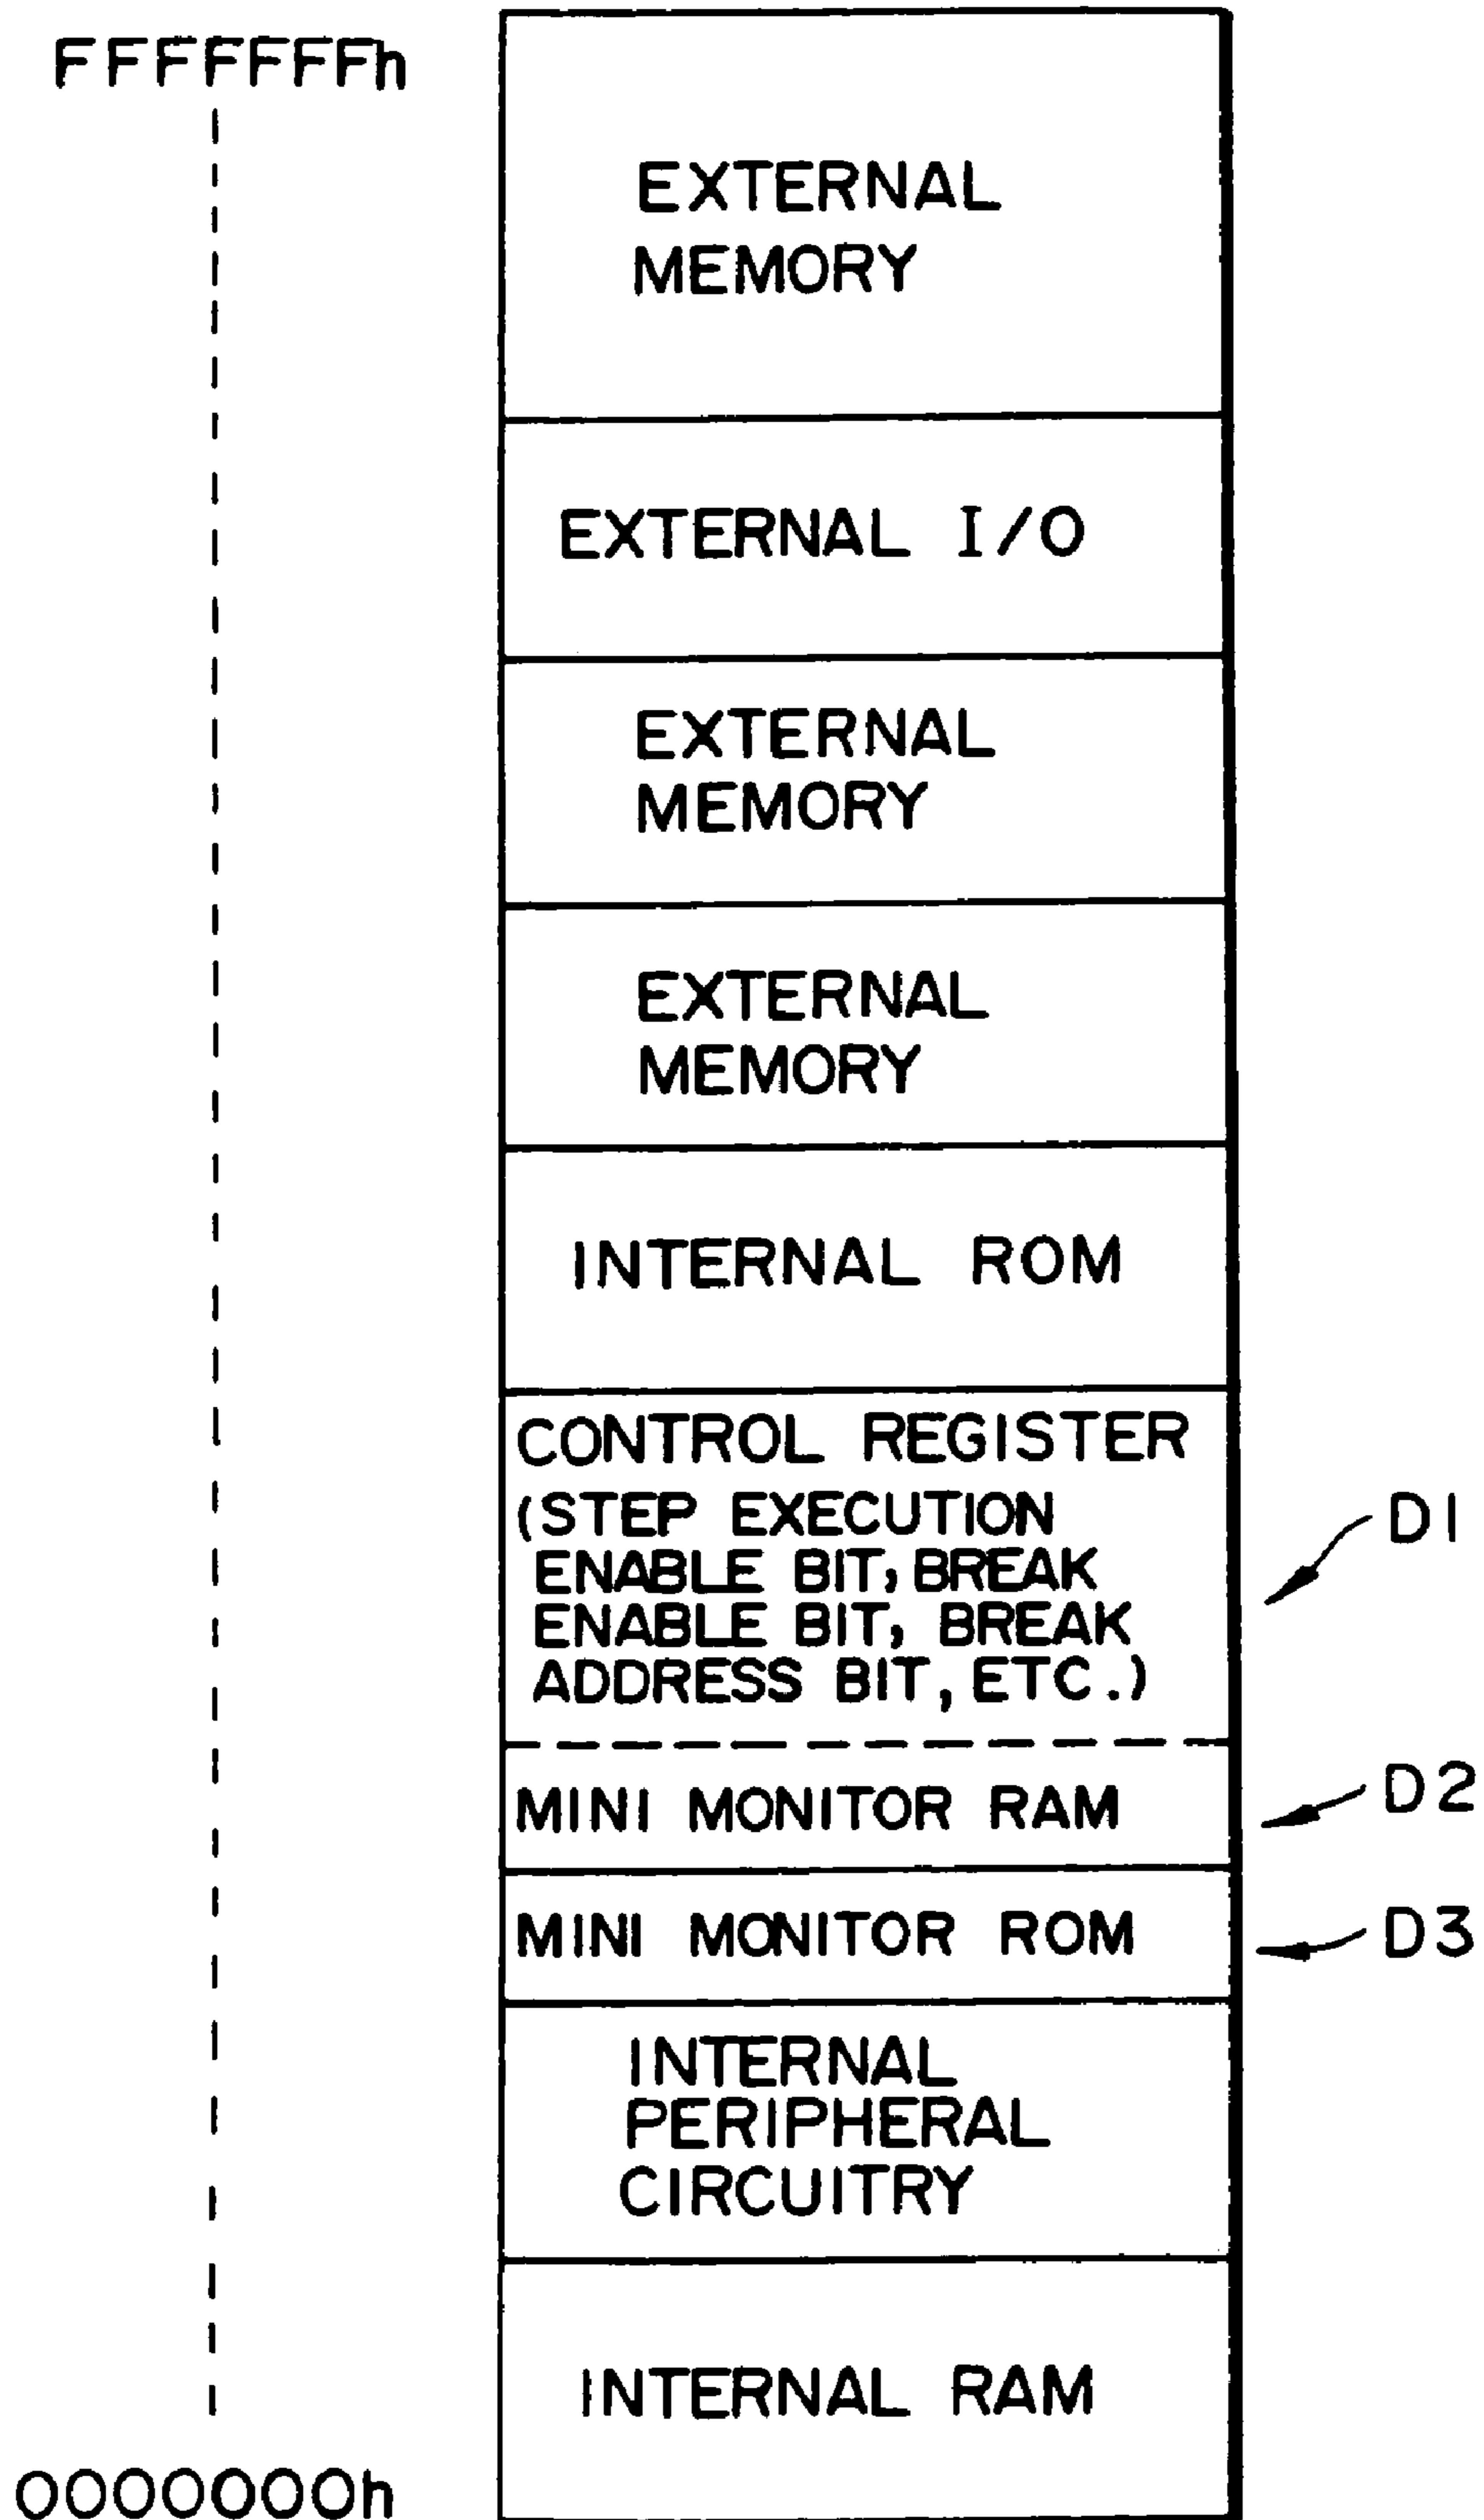 FFFFFFFh
EXTERNAL
MEMORY
EXTERNAL I/O
EXTERNAL
MEMORY
EXTERNAL
MEMORY
INTERNAL ROM
CONTROL REGISTER
(STEP EXECUTION
ENABLE BIT, BREAK
ENABLE BIT, BREAK
ADDRESS BIT, ETC.)
D1
MINI MONITOR RAM
D2
MINI MONITOR ROM
D3
INTERNAL
PERIPHERAL
CIRCUITRY
INTERNAL RAM
0000000h